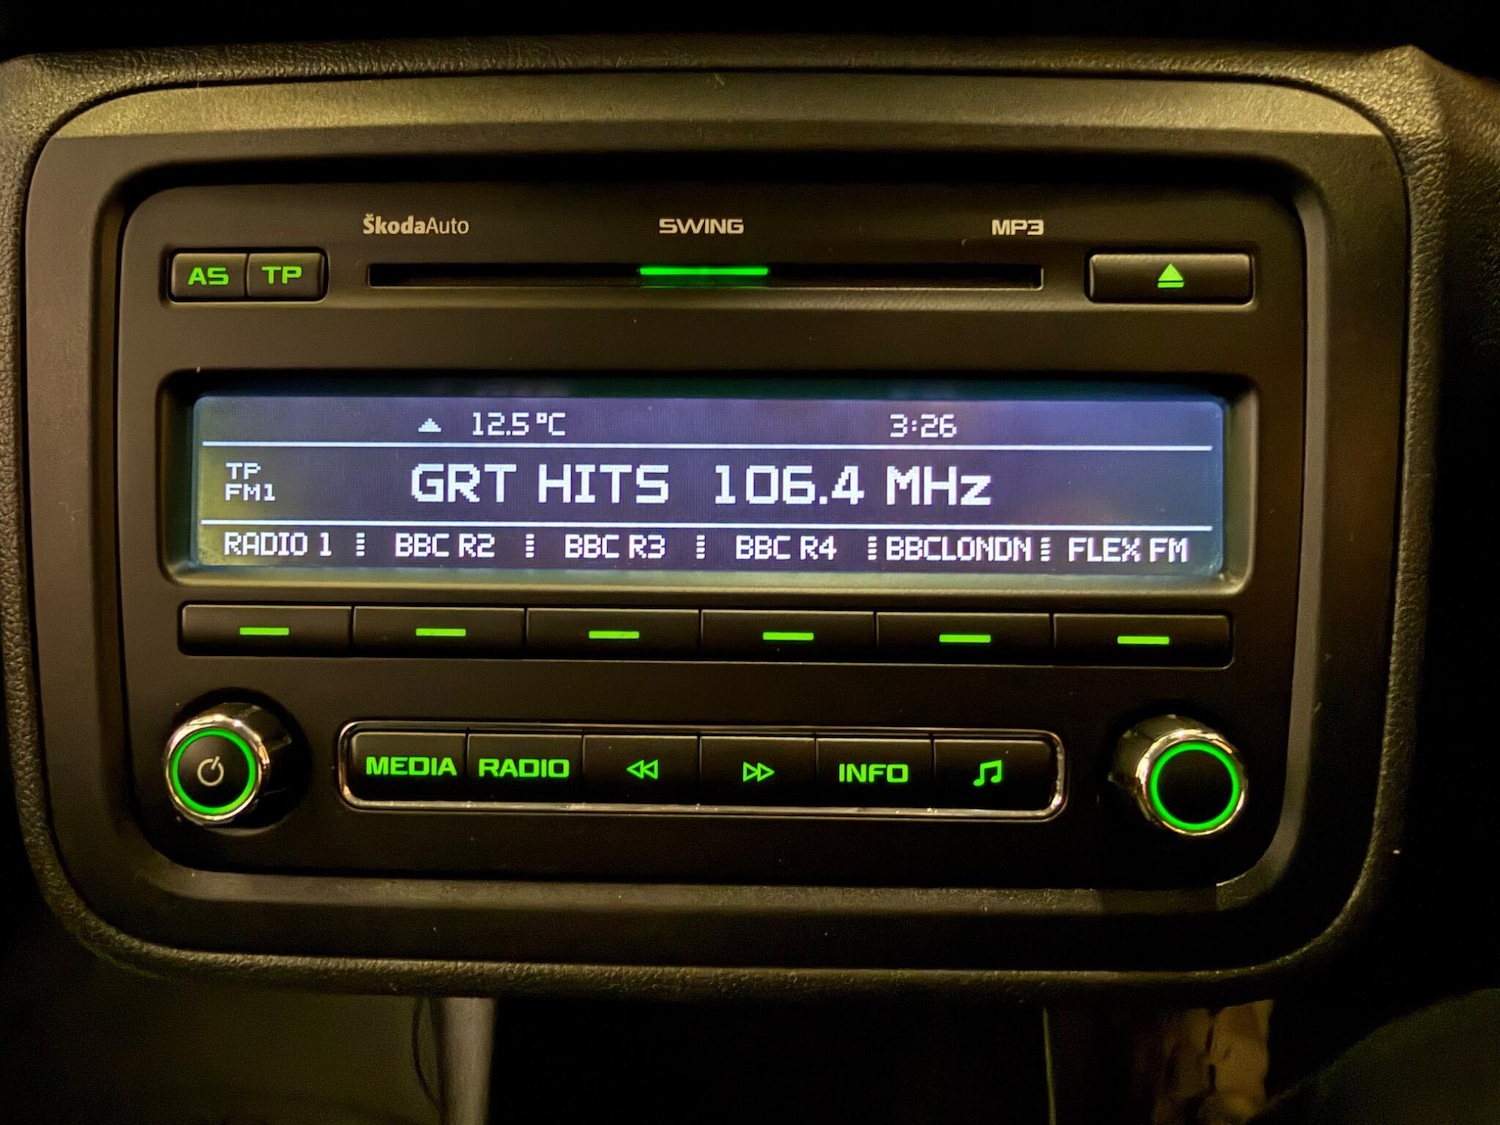 ŠkodaAuto SWING MP3
AS TP
12.5°C 3:26
TP
FM1
GRT HITS 106.4 MHz
RADIO 1 BBC R2 BBC R3 BBC R4 BBCLONDN FLEX FM
MEDIA RADIO INFO